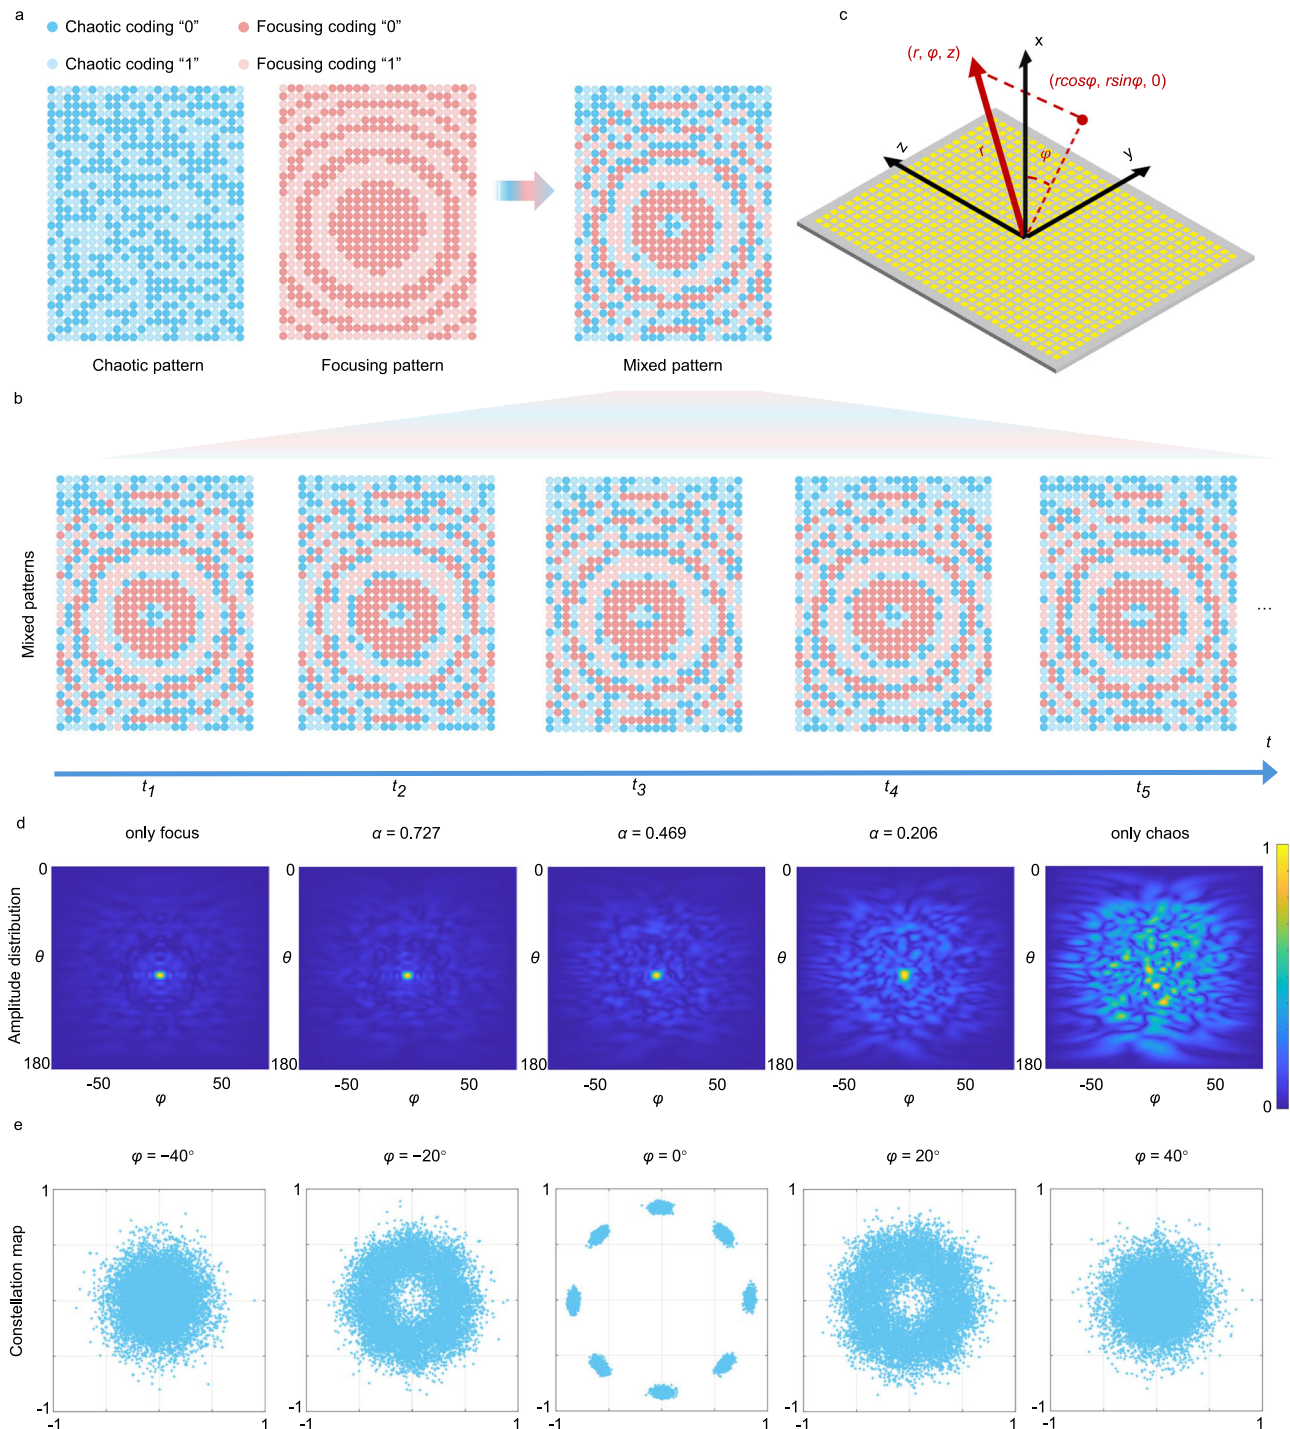 a
Chaotic coding “0”
Focusing coding “0”
Chaotic coding “1”
Focusing coding “1”
Chaotic pattern
Focusing pattern
Mixed pattern
c
x
(r, φ, z)
(rcosφ, rsinφ, 0)
z
r
φ
y
b
Mixed patterns
...
t
t1
t2
t3
t4
t5
d
only focus
α = 0.727
α = 0.469
α = 0.206
only chaos
Amplitude distribution
0
θ
180
-50
50
φ
0
θ
180
-50
50
φ
0
θ
180
-50
50
φ
0
θ
180
-50
50
φ
0
θ
180
-50
50
φ
1
0
e
φ = −40°
φ = −20°
φ = 0°
φ = 20°
φ = 40°
Constellation map
1
-1
-1
1
1
-1
-1
1
1
-1
-1
1
1
-1
-1
1
1
-1
-1
1